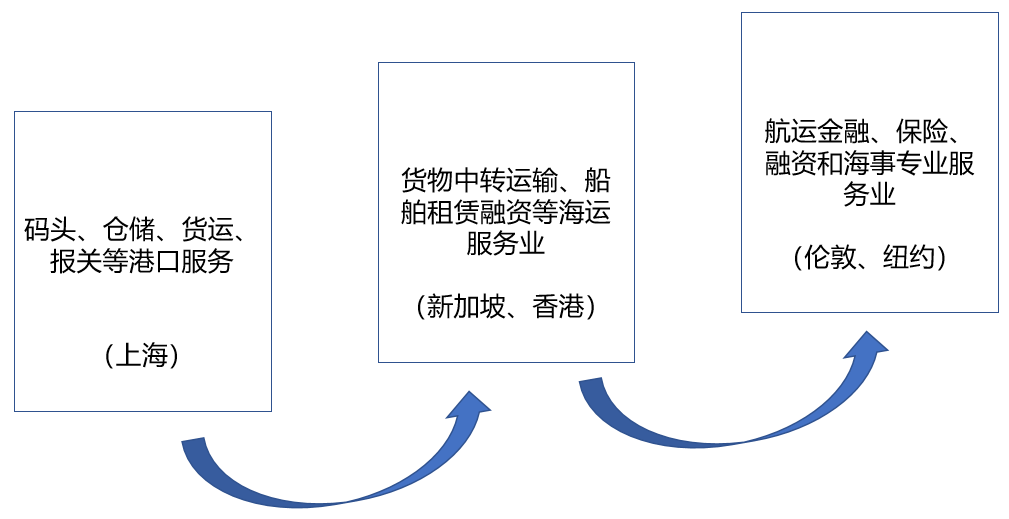 码头、仓储、货运、
报关等港口服务
（上海）
货物中转运输、船
舶租赁融资等海运
服务业
（新加坡、香港）
航运金融、保险、
融资和海事专业服
务业
（伦敦、纽约）